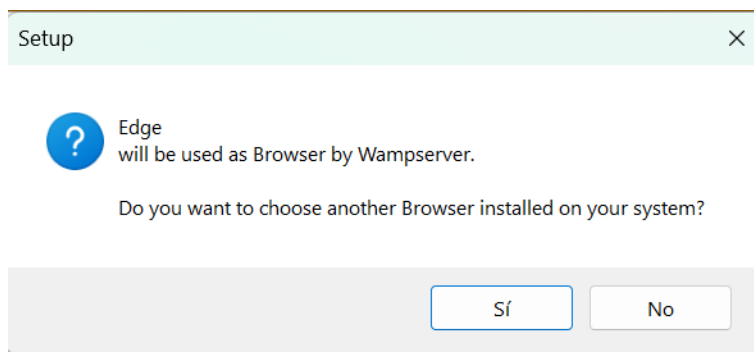 Setup
Edge
will be used as Browser by Wampserver.
Do you want to choose another Browser installed on your system?
Sí
No